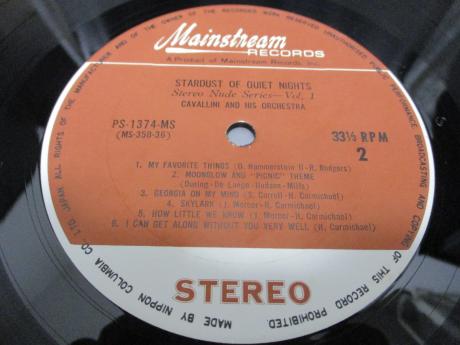 Mainstream
RECORDS
A Product of Mainstream Records, Inc.
STARDUST OF QUIET NIGHTS
Stereo Nude Series—Vol. 1
CAVALLINI AND HIS ORCHESTRA
PS-1374-MS
(MS-350-36)
33⅓ RPM
2
1. MY FAVORITE THINGS (O. Hammerstein II-R. Rodgers)
2. MOONGLOW AND "PICNIC" THEME
(Duning-De Lange-Hudson-Mills)
3. GEORGIA ON MY MIND (S. Gorrell-H. Carmichael)
4. SKYLARK (J. Mercer-H. Carmichael)
5. HOW LITTLE WE KNOW (J. Mercer-H. Carmichael)
6. I CAN GET ALONG WITHOUT YOU VERY WELL (H. Carmichael)
STEREO
MADE BY NIPPON COLUMBIA CO., LTD. JAPAN ALL RIGHTS OF THE MANUFACTURER AND OF THE OWNER OF THE RECORDED WORK RESERVED UNAUTHORISED PUBLIC PERFORMANCE BROADCASTING AND COPYING OF THIS RECORD PROHIBITED.